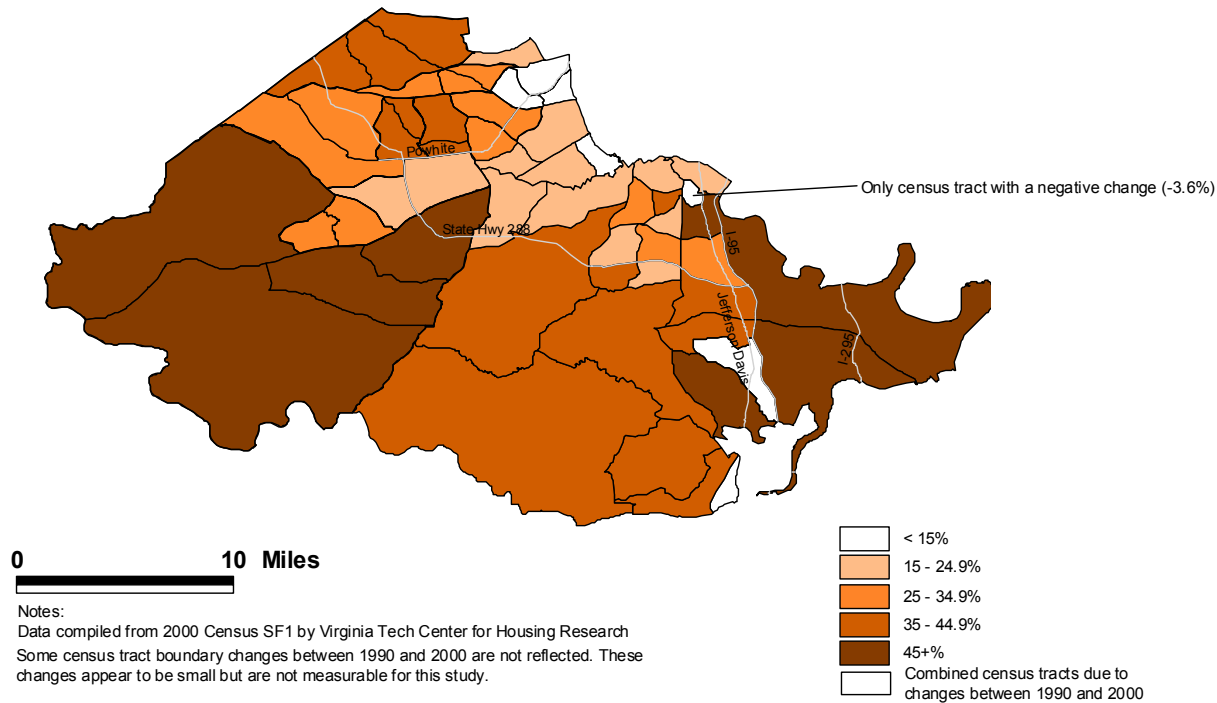 Powhite
Only census tract with a negative change (-3.6%)
State Hwy 288
I-95
Jefferson Davis
I-295
0 10 Miles
Notes:
Data compiled from 2000 Census SF1 by Virginia Tech Center for Housing Research
Some census tract boundary changes between 1990 and 2000 are not reflected. These
changes appear to be small but are not measurable for this study.
< 15%
15 - 24.9%
25 - 34.9%
35 - 44.9%
45+%
Combined census tracts due to
changes between 1990 and 2000